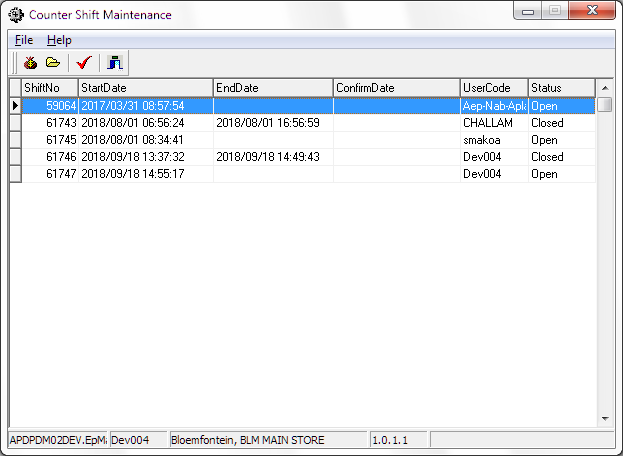 Counter Shift Maintenance
File Help
ShiftNo StartDate EndDate ConfirmDate UserCode Status
59064 2017/03/31 08:57:54 Aep-Nab-Apl Open
61743 2018/08/01 06:56:24 2018/08/01 16:56:59 CHALLAM Closed
61745 2018/08/01 08:34:41 smakoa Open
61746 2018/09/18 13:37:32 2018/09/18 14:49:43 Dev004 Closed
61747 2018/09/18 14:55:17 Dev004 Open
APDPDM02DEV.EpMa Dev004 Bloemfontein, BLM MAIN STORE 1.0.1.1